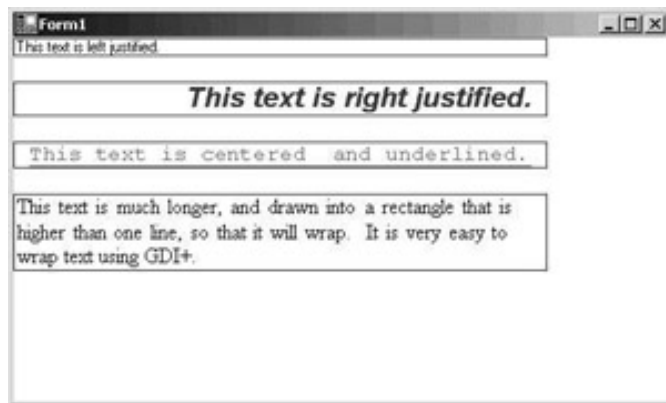 Form1
This text is left justified.
This text is right justified.
This text is centered  and underlined.
This text is much longer, and drawn into a rectangle that is
higher than one line, so that it will wrap.  It is very easy to
wrap text using GDI+.